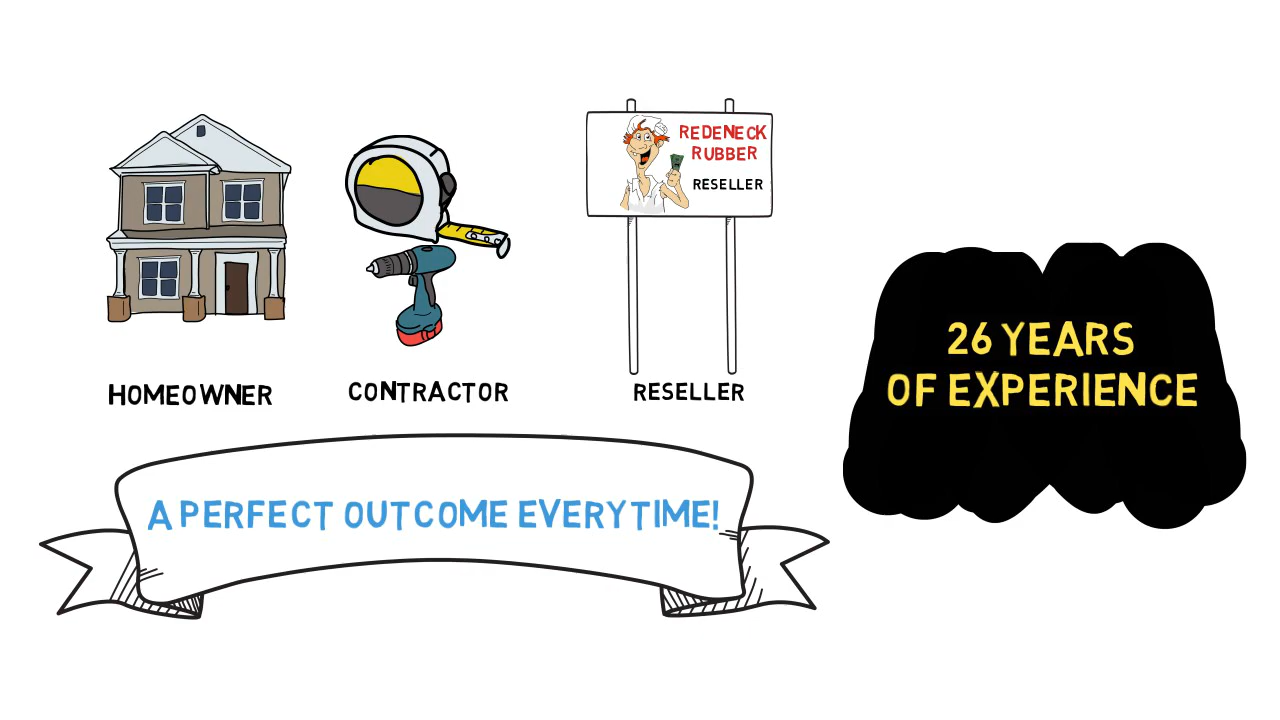 REDENECK
RUBBER
RESELLER
HOMEOWNER
CONTRACTOR
RESELLER
26 YEARS
OF EXPERIENCE
A PERFECT OUTCOME EVERYTIME!